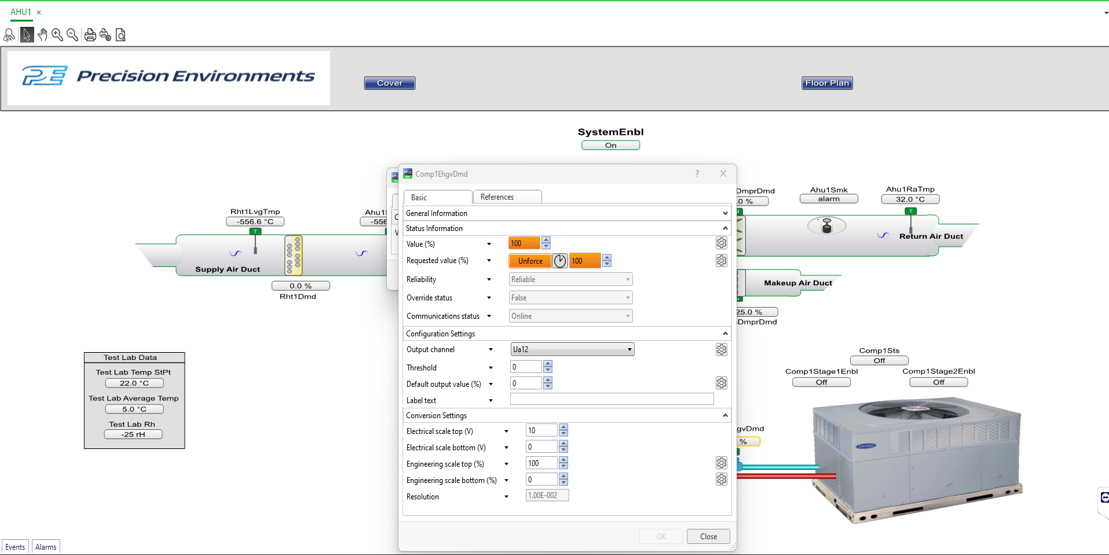 AHU1 ×
PE Precision Environments
Cover
Floor Plan
SystemEnbl
On
Rht1LvgTmp
-556.6 °C
Ahu1S
-556
Supply Air Duct
0.0 %
Rht1Dmd
DmprDmd
0 %
Ahu1Smk
alarm
Ahu1RaTmp
32.0 °C
T
T
Return Air Duct
Makeup Air Duct
25.0 %
DmprDmd
Test Lab Data
Test Lab Temp StPt
22.0 °C
Test Lab Average Temp
5.0 °C
Test Lab Rh
-25 rH
Comp1Sts
Off
Comp1Stage1Enbl
Off
Comp1Stage2Enbl
Off
gvDmd
%
Comp1EhgvDmd
?
Basic
References
General Information
Status Information
Value (%)
100
Requested value (%)
Unforce
100
Reliability
Reliable
Override status
False
Communications status
Online
Configuration Settings
Output channel
Ua12
Threshold
0
Default output value (%)
0
Label text
Conversion Settings
Electrical scale top (V)
10
Electrical scale bottom (V)
0
Engineering scale top (%)
100
Engineering scale bottom (%)
0
Resolution
1.00E-002
OK
Close
Events
Alarms